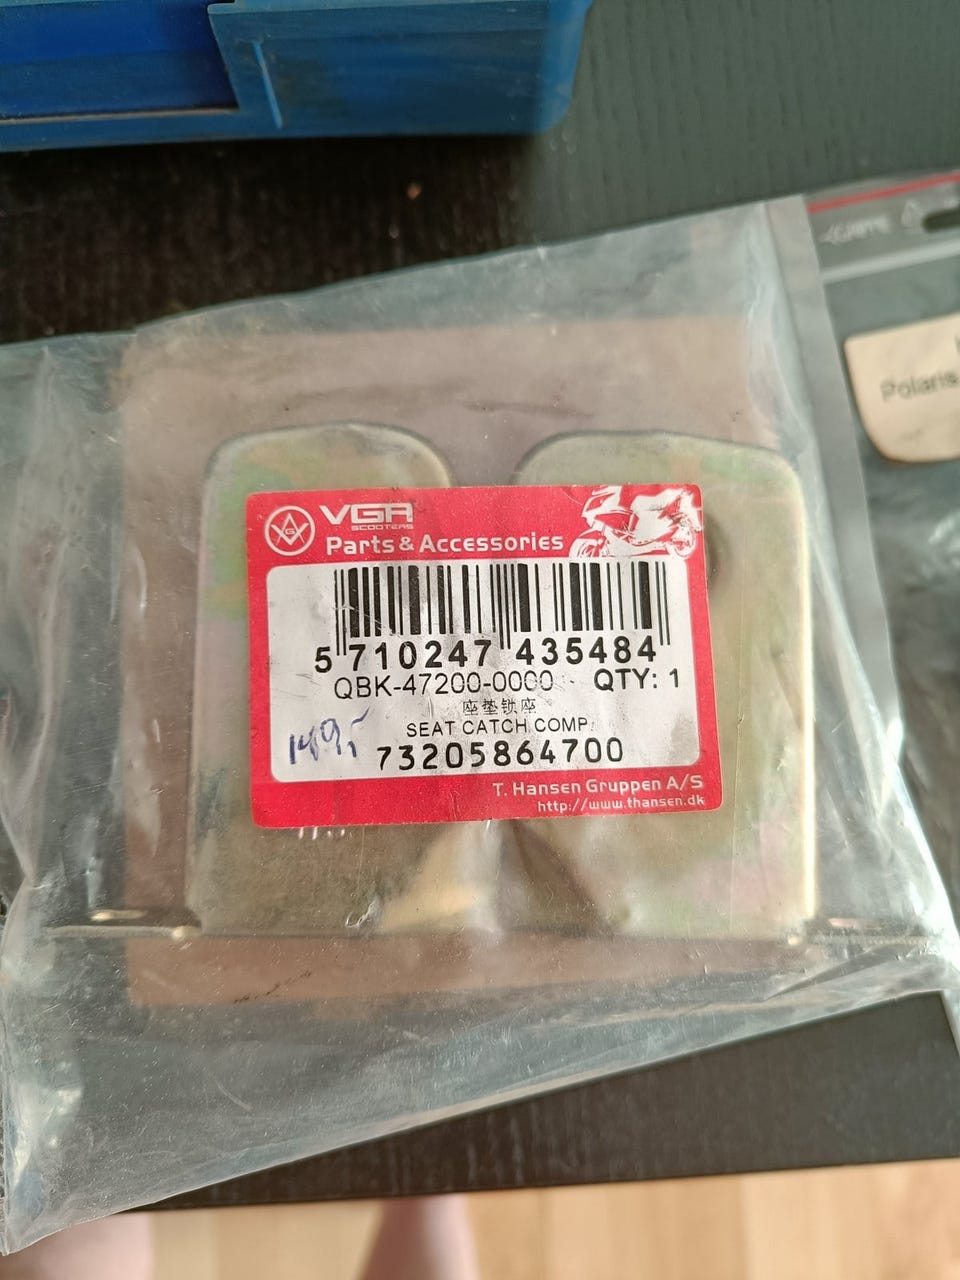 VGA
SCOOTERS
Parts & Accessories
5 710247 435484
QBK-47200-0000 QTY: 1
座垫锁座
SEAT CATCH COMP.
149,-
73205864700
T. Hansen Gruppen A/S
http://www.thansen.dk
Polaris